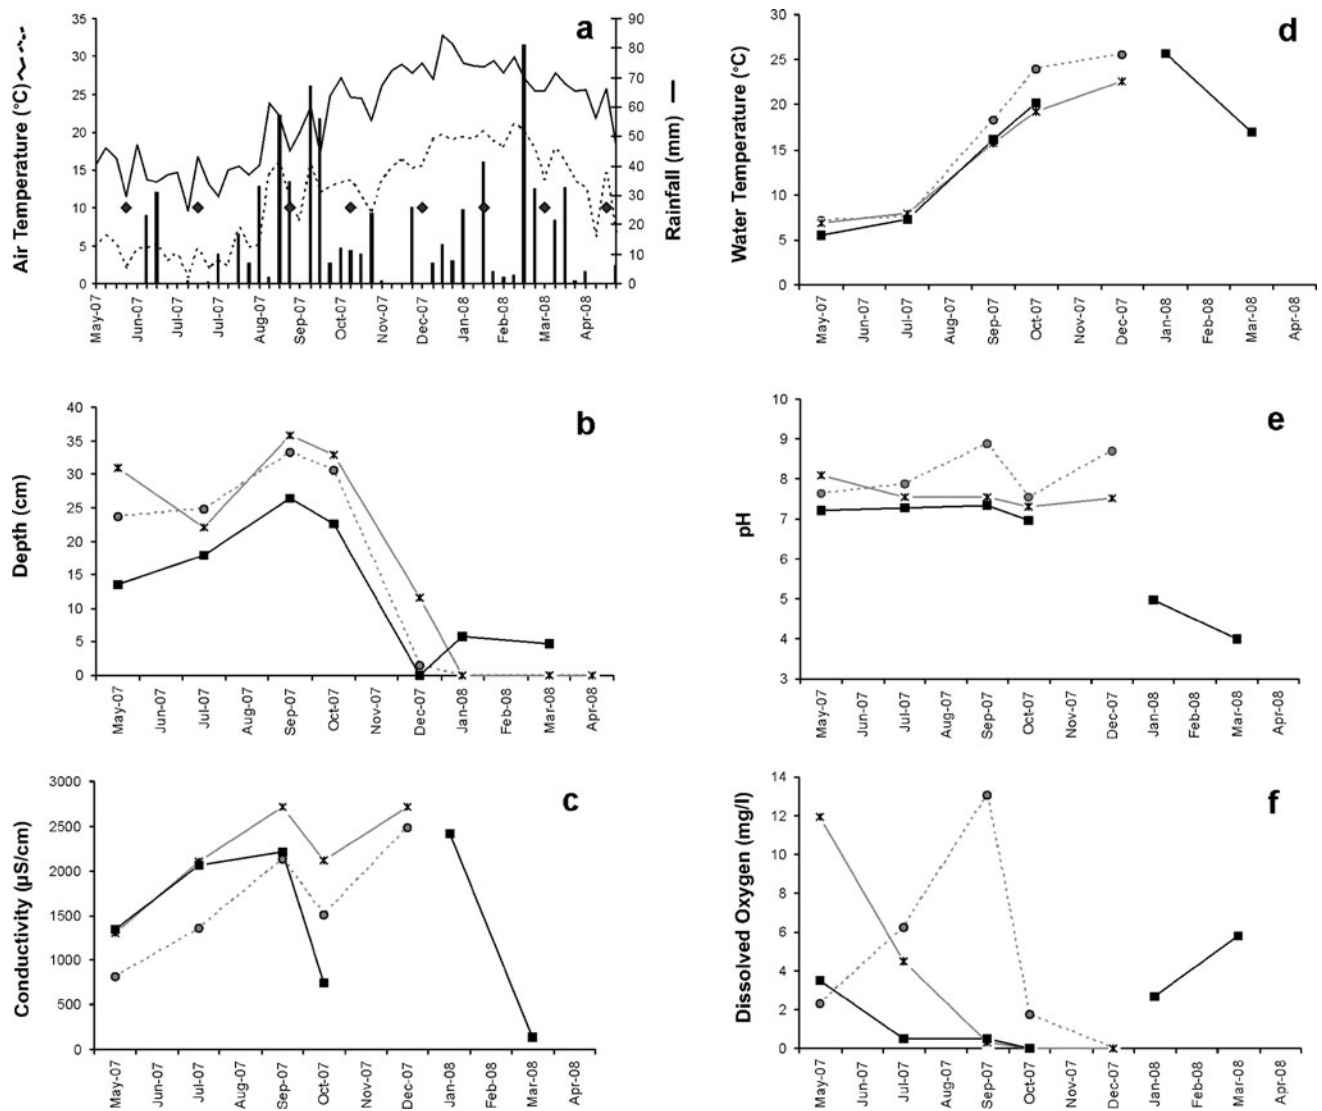 a
Air Temperature (°C)
Rainfall (mm)
35
30
25
20
15
10
5
0
90
80
70
60
50
40
30
20
10
0
May-07
Jun-07
Jul-07
Jul-07
Aug-07
Sep-07
Oct-07
Nov-07
Dec-07
Jan-08
Feb-08
Mar-08
Apr-08
d
Water Temperature (°C)
30
25
20
15
10
5
0
May-07
Jun-07
Jul-07
Aug-07
Sep-07
Oct-07
Nov-07
Dec-07
Jan-08
Feb-08
Mar-08
Apr-08
b
Depth (cm)
40
35
30
25
20
15
10
5
0
May-07
Jun-07
Jul-07
Aug-07
Sep-07
Oct-07
Nov-07
Dec-07
Jan-08
Feb-08
Mar-08
Apr-08
e
pH
10
9
8
7
6
5
4
3
May-07
Jun-07
Jul-07
Aug-07
Sep-07
Oct-07
Nov-07
Dec-07
Jan-08
Feb-08
Mar-08
Apr-08
c
Conductivity (µS/cm)
3000
2500
2000
1500
1000
500
0
May-07
Jun-07
Jul-07
Aug-07
Sep-07
Oct-07
Nov-07
Dec-07
Jan-08
Feb-08
Mar-08
Apr-08
f
Dissolved Oxygen (mg/l)
14
12
10
8
6
4
2
0
May-07
Jun-07
Jul-07
Aug-07
Sep-07
Oct-07
Nov-07
Dec-07
Jan-08
Feb-08
Mar-08
Apr-08